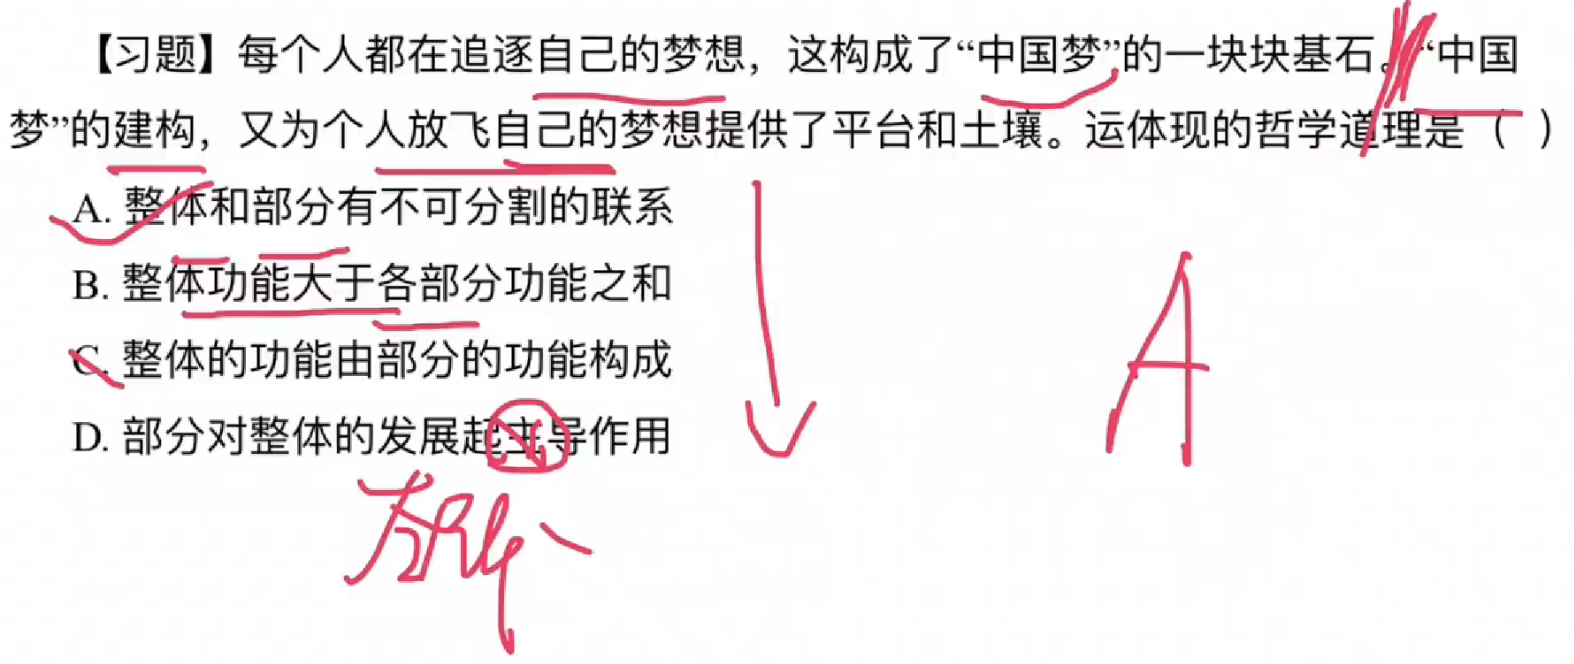 【习题】每个人都在追逐自己的梦想，这构成了“中国梦”的一块块基石。“中国
梦”的建构，又为个人放飞自己的梦想提供了平台和土壤。运体现的哲学道理是（ ）
A. 整体和部分有不可分割的联系
B. 整体功能大于各部分功能之和
C. 整体的功能由部分的功能构成
D. 部分对整体的发展起主导作用
A